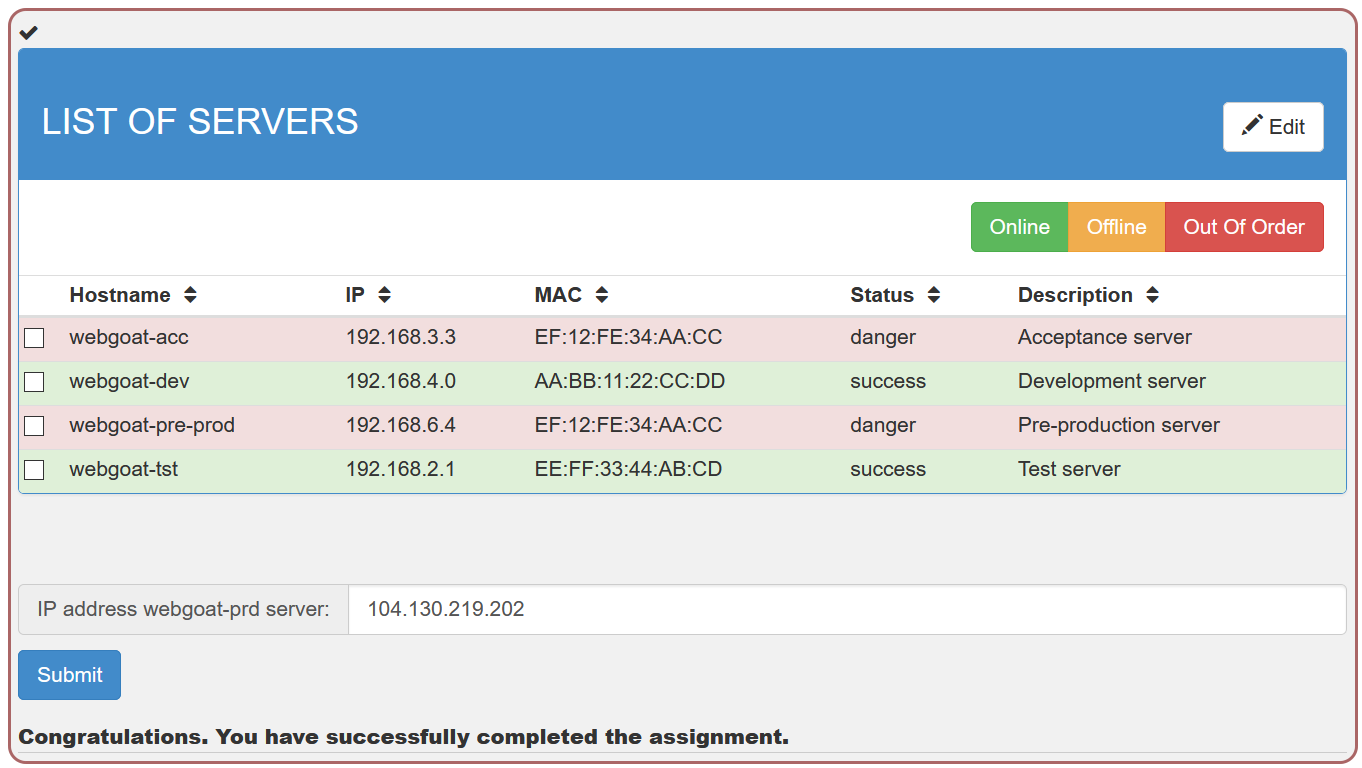 LIST OF SERVERS
Edit
Online Offline Out Of Order
Hostname IP MAC Status Description
webgoat-acc 192.168.3.3 EF:12:FE:34:AA:CC danger Acceptance server
webgoat-dev 192.168.4.0 AA:BB:11:22:CC:DD success Development server
webgoat-pre-prod 192.168.6.4 EF:12:FE:34:AA:CC danger Pre-production server
webgoat-tst 192.168.2.1 EE:FF:33:44:AB:CD success Test server
IP address webgoat-prd server: 104.130.219.202
Submit
Congratulations. You have successfully completed the assignment.